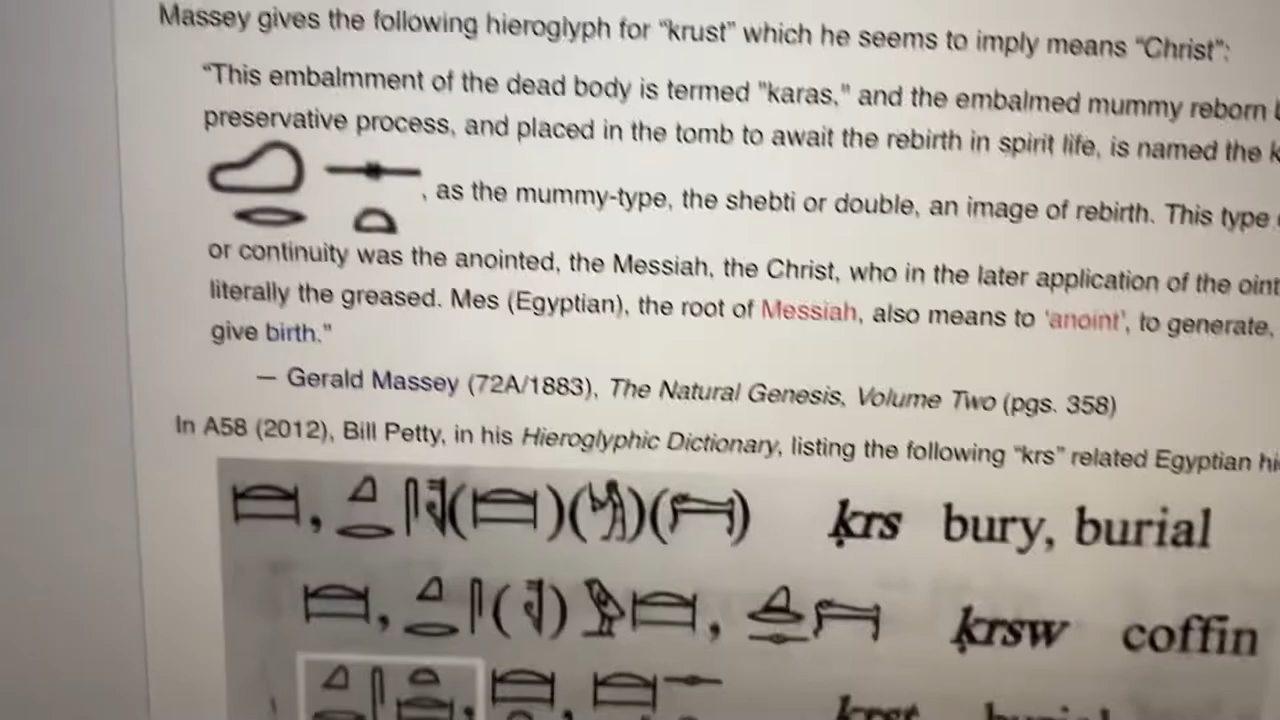 Massey gives the following hieroglyph for “krust” which he seems to imply means “Christ”:
“This embalmment of the dead body is termed "karas," and the embalmed mummy reborn
preservative process, and placed in the tomb to await the rebirth in spirit life, is named the
, as the mummy-type, the shebti or double, an image of rebirth. This type
or continuity was the anointed, the Messiah, the Christ, who in the later application of the
literally the greased. Mes (Egyptian), the root of Messiah, also means to 'anoint', to generate,
give birth."
— Gerald Massey (72A/1883), The Natural Genesis, Volume Two (pgs. 358)
In A58 (2012), Bill Petty, in his Hieroglyphic Dictionary, listing the following “krs” related Egyptian
ḳrs bury, burial
ḳrsw coffin